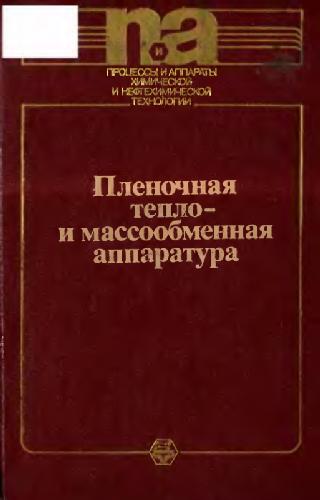 п и а
ПРОЦЕССЫ И АППАРАТЫ
ХИМИЧЕСКОЙ
И НЕФТЕХИМИЧЕСКОЙ
ТЕХНОЛОГИИ
Пленочная
тепло-
и массообменная
аппаратура